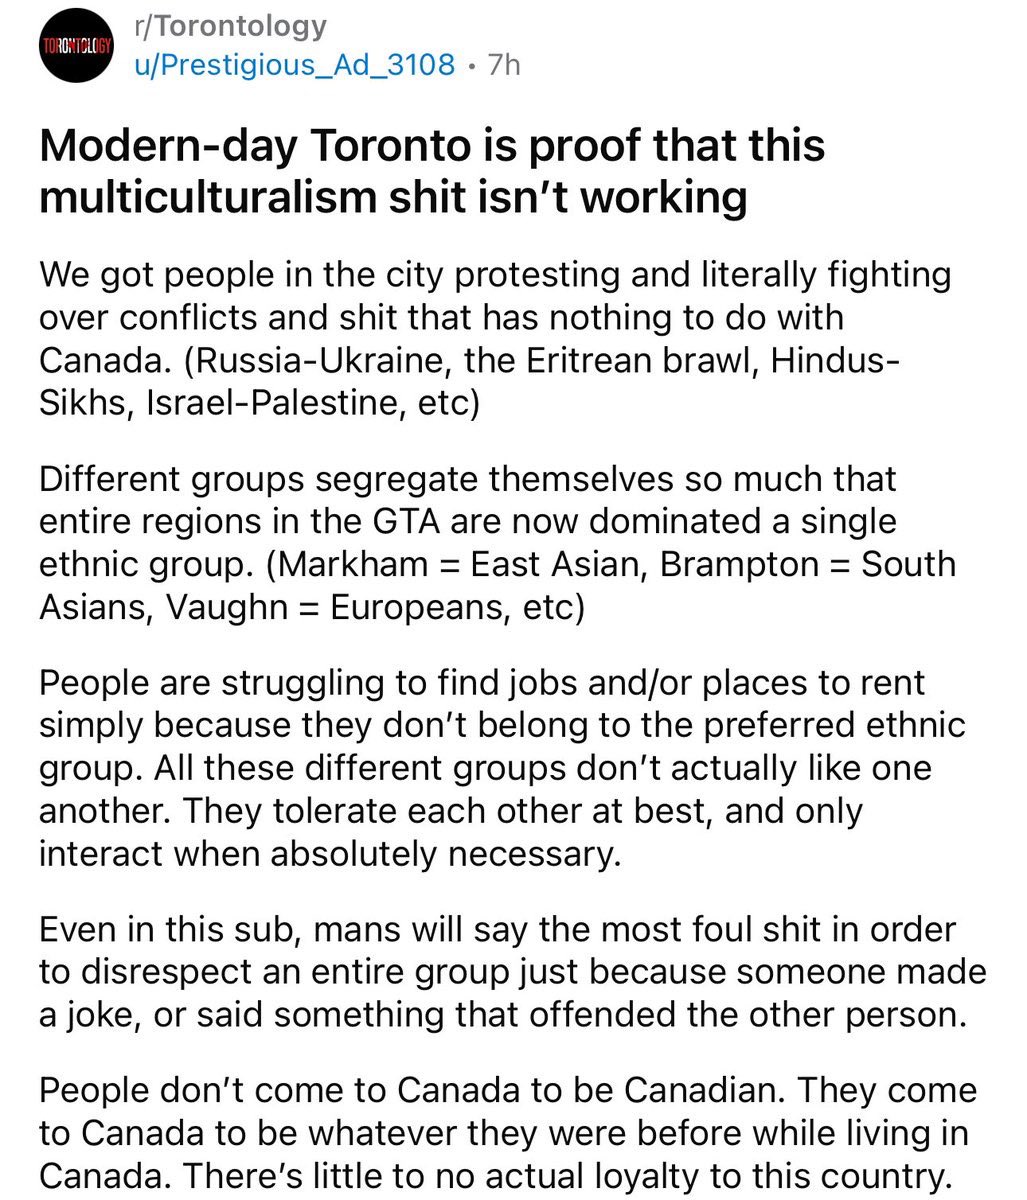 TORONTOLOGY
r/Torontology
u/Prestigious_Ad_3108 • 7h
Modern-day Toronto is proof that this
multiculturalism shit isn’t working
We got people in the city protesting and literally fighting
over conflicts and shit that has nothing to do with
Canada. (Russia-Ukraine, the Eritrean brawl, Hindus-
Sikhs, Israel-Palestine, etc)
Different groups segregate themselves so much that
entire regions in the GTA are now dominated a single
ethnic group. (Markham = East Asian, Brampton = South
Asians, Vaughn = Europeans, etc)
People are struggling to find jobs and/or places to rent
simply because they don’t belong to the preferred ethnic
group. All these different groups don’t actually like one
another. They tolerate each other at best, and only
interact when absolutely necessary.
Even in this sub, mans will say the most foul shit in order
to disrespect an entire group just because someone made
a joke, or said something that offended the other person.
People don’t come to Canada to be Canadian. They come
to Canada to be whatever they were before while living in
Canada. There’s little to no actual loyalty to this country.